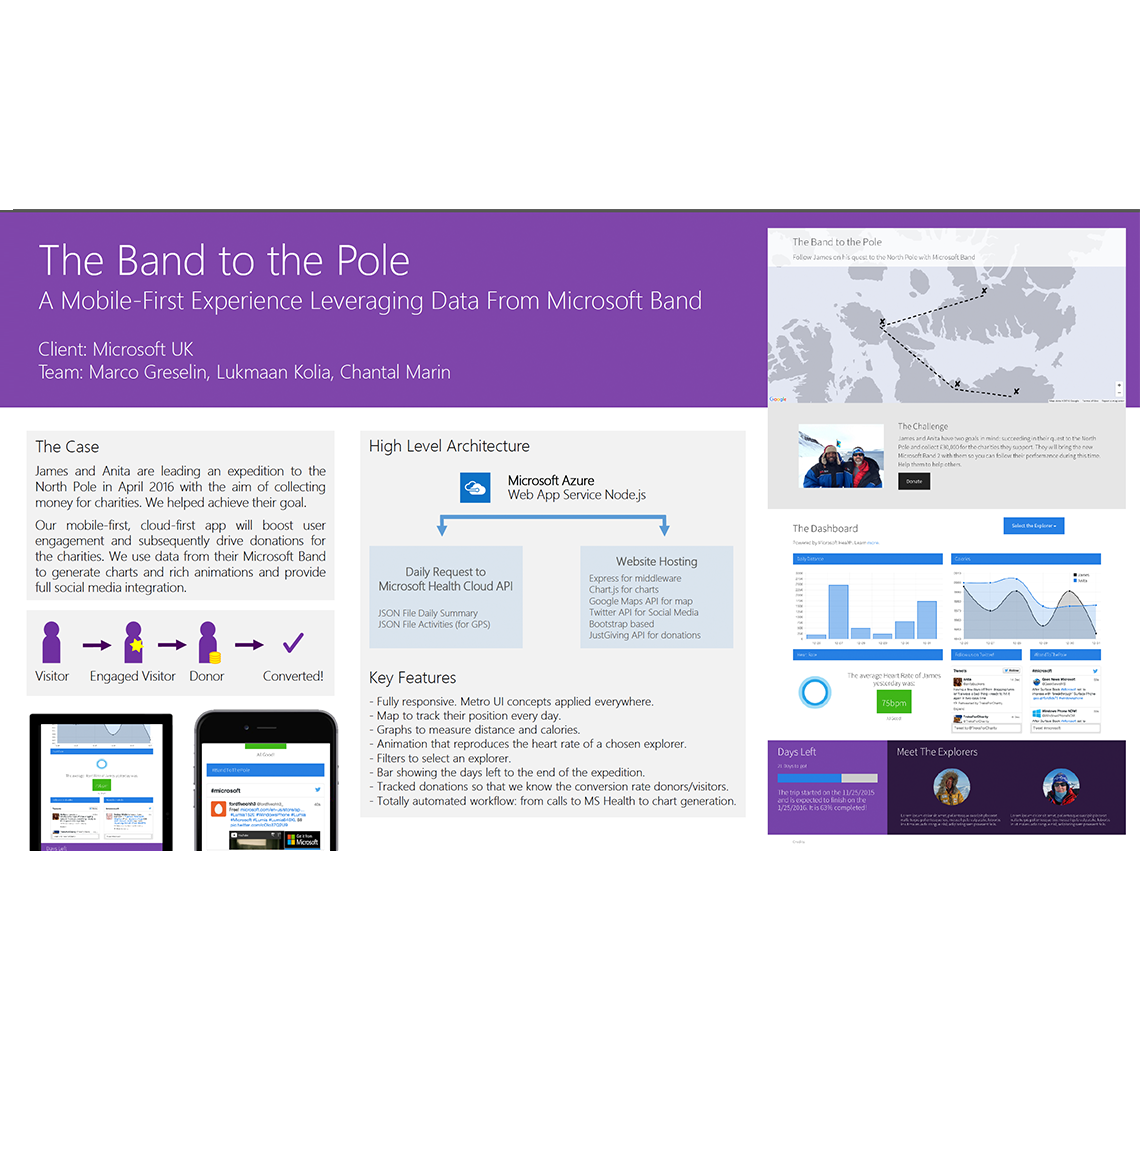 The Band to the Pole
A Mobile-First Experience Leveraging Data From Microsoft Band
Client: Microsoft UK
Team: Marco Greselin, Lukmaan Kolia, Chantal Marin
The Case
James and Anita are leading an expedition to the
North Pole in April 2016 with the aim of collecting
money for charities. We helped achieve their goal.
Our mobile-first, cloud-first app will boost user
engagement and subsequently drive donations for
the charities. We use data from their Microsoft Band
to generate charts and rich animations and provide
full social media integration.
Visitor
Engaged Visitor
Donor
Converted!
#microsoft
High Level Architecture
Microsoft Azure
Web App Service Node.js
Daily Request to
Microsoft Health Cloud API
JSON File Daily Summary
JSON File Activities (for GPS)
Website Hosting
Express for middleware
Chart.js for charts
Google Maps API for map
Twitter API for Social Media
Bootstrap based
JustGiving API for donations
Key Features
- Fully responsive. Metro UI concepts applied everywhere.
- Map to track their position every day.
- Graphs to measure distance and calories.
- Animation that reproduces the heart rate of a chosen explorer.
- Filters to select an explorer.
- Bar showing the days left to the end of the expedition.
- Tracked donations so that we know the conversion rate donors/visitors.
- Totally automated workflow: from calls to MS Health to chart generation.
The Band to the Pole
Follow James on his quest to the North Pole with Microsoft Band
Google
The Challenge
James and Anita have two goals in mind: succeeding in their quest to the North
Pole and collect £30,000 for the charities they support. They will bring the new
Microsoft Band 2 with them so you can follow their performance during this time.
Help them to help others.
Donate
The Dashboard
Select the Explorer
Powered by Microsoft Health. Learn more.
Daily Distance
Calories
The average Heart Rate of James
yesterday was:
75bpm
Tweets
#microsoft
Days Left
Meet The Explorers
The trip started on the 11/25/2015
and is expected to finish on the
1/25/2016. It is 63% completed!